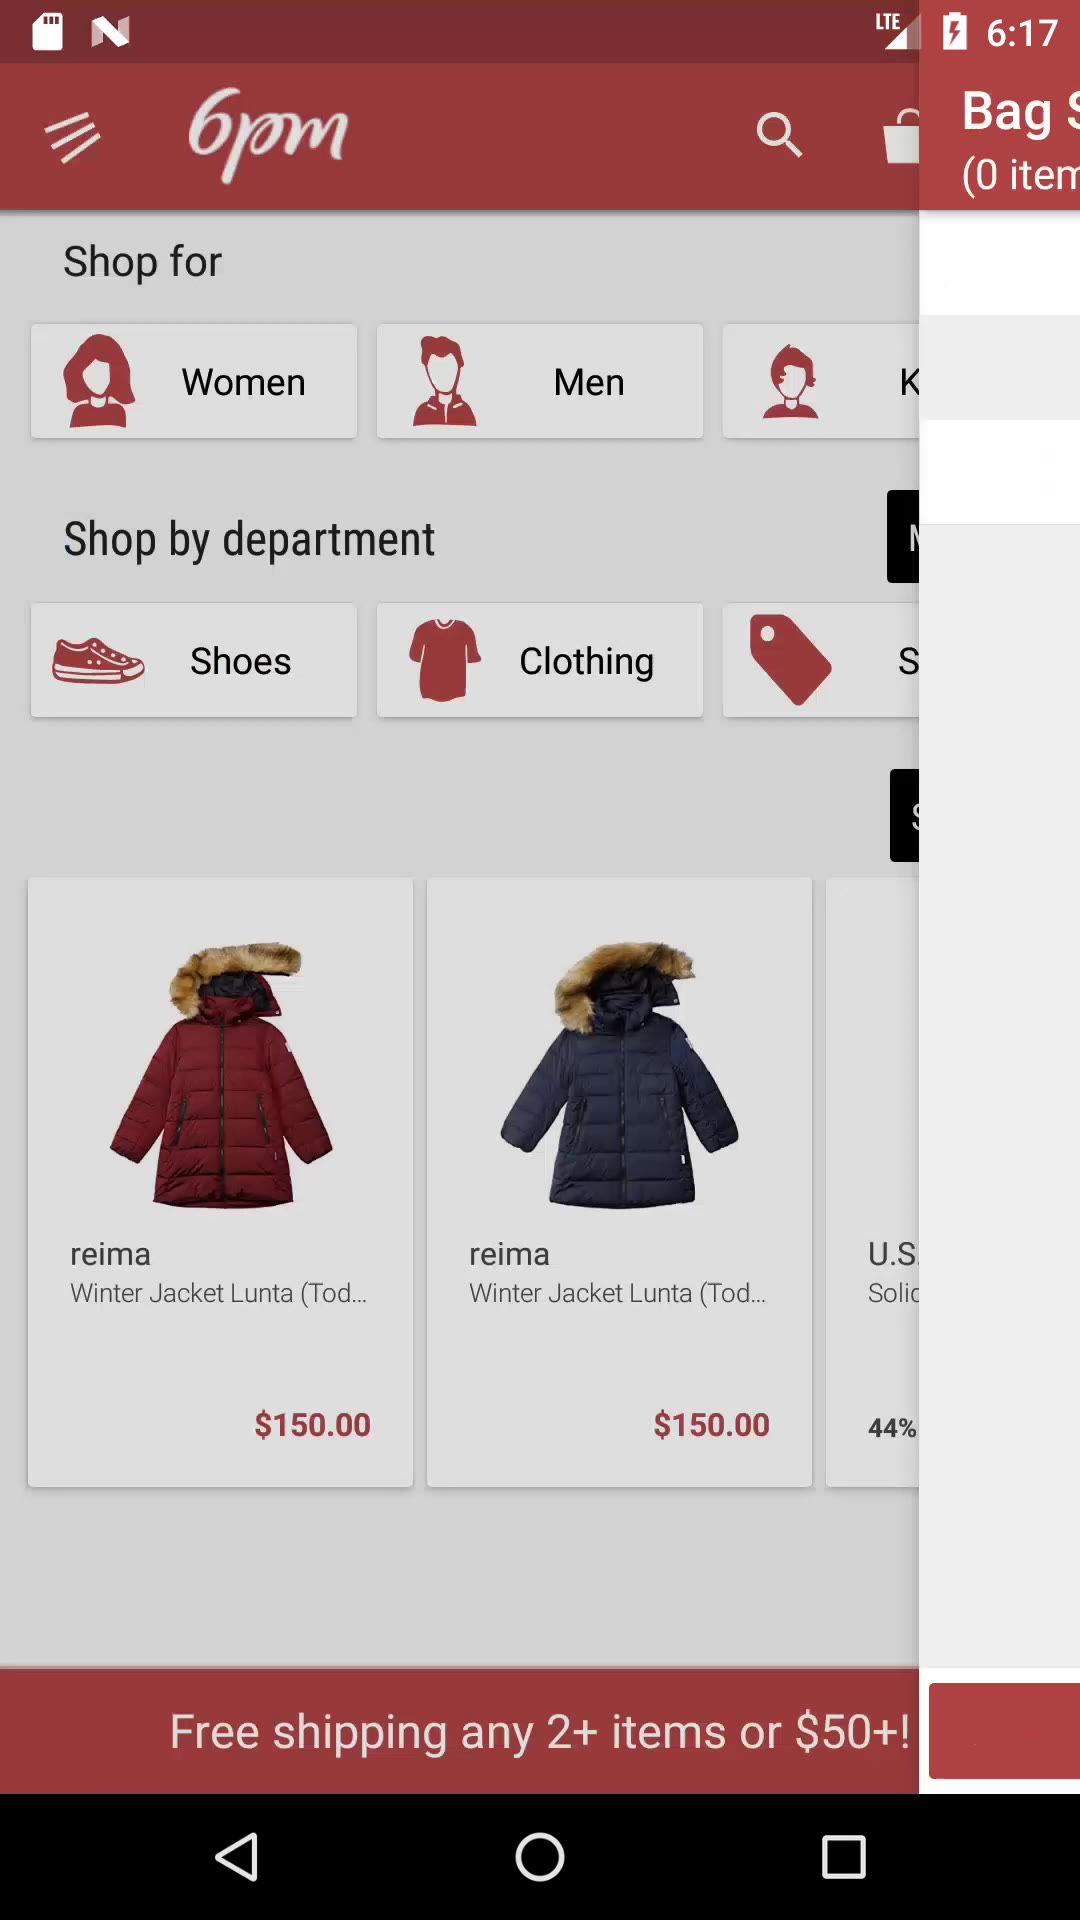 LTE 6:17
6pm
Bag
(0 item
Shop for
Women
Men
K
Shop by department
Shoes
Clothing
S
reima
Winter Jacket Lunta (Tod...
$150.00
reima
Winter Jacket Lunta (Tod...
$150.00
U.S.
Solid
44%
Free shipping any 2+ items or $50+!